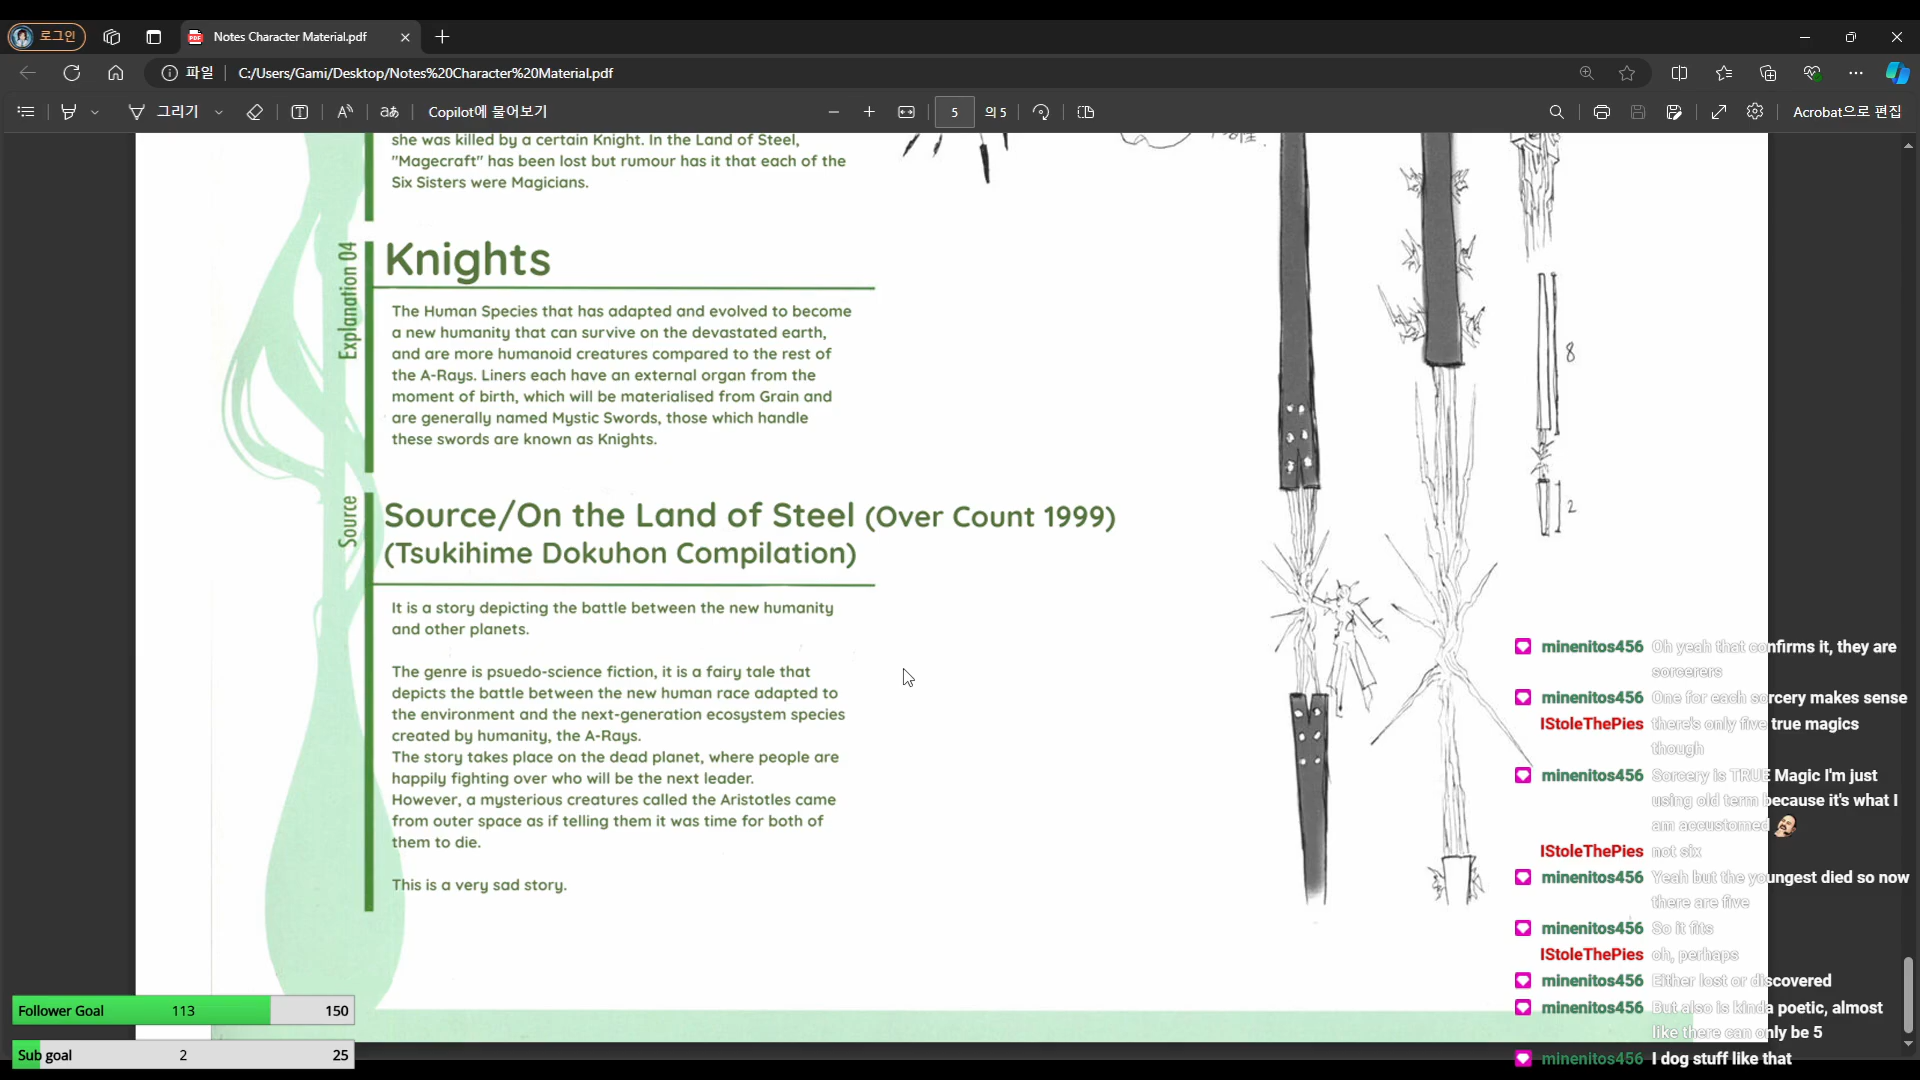 로그인
Notes Character Material.pdf
파일
C:/Users/Gami/Desktop/Notes%20Character%20Material.pdf
그리기
Copilot에 물어보기
5
의 5
Acrobat으로 편집
she was killed by a certain Knight. In the Land of Steel,
"Magecraft" has been lost but rumour has it that each of the
Six Sisters were Magicians.
Explanation 04
Knights
The Human Species that has adapted and evolved to become
a new humanity that can survive on the devastated earth,
and are more humanoid creatures compared to the rest of
the A-Rays. Liners each have an external organ from the
moment of birth, which will be materialised from Grain and
are generally named Mystic Swords, those which handle
these swords are known as Knights.
Source
Source/On the Land of Steel (Over Count 1999)
(Tsukihime Dokuhon Compilation)
It is a story depicting the battle between the new humanity
and other planets.
The genre is psuedo-science fiction, it is a fairy tale that
depicts the battle between the new human race adapted to
the environment and the next-generation ecosystem species
created by humanity, the A-Rays.
The story takes place on the dead planet, where people are
happily fighting over who will be the next leader.
However, a mysterious creatures called the Aristotles came
from outer space as if telling them it was time for both of
them to die.
This is a very sad story.
8
2
minenitos456 Oh yeah that confirms it, they are
sorcerers
minenitos456 One for each sorcery makes sense
IStoleThePies there's only five true magics
though
minenitos456 Sorcery is TRUE Magic I'm just
using old term because it's what I
am accustomed
IStoleThePies not six
minenitos456 Yeah but the youngest died so now
there are five
minenitos456 So it fits
IStoleThePies oh, perhaps
minenitos456 Either lost or discovered
minenitos456 But also is kinda poetic, almost
like there can only be 5
minenitos456 I dog stuff like that
Follower Goal 113 150
Sub goal 2 25